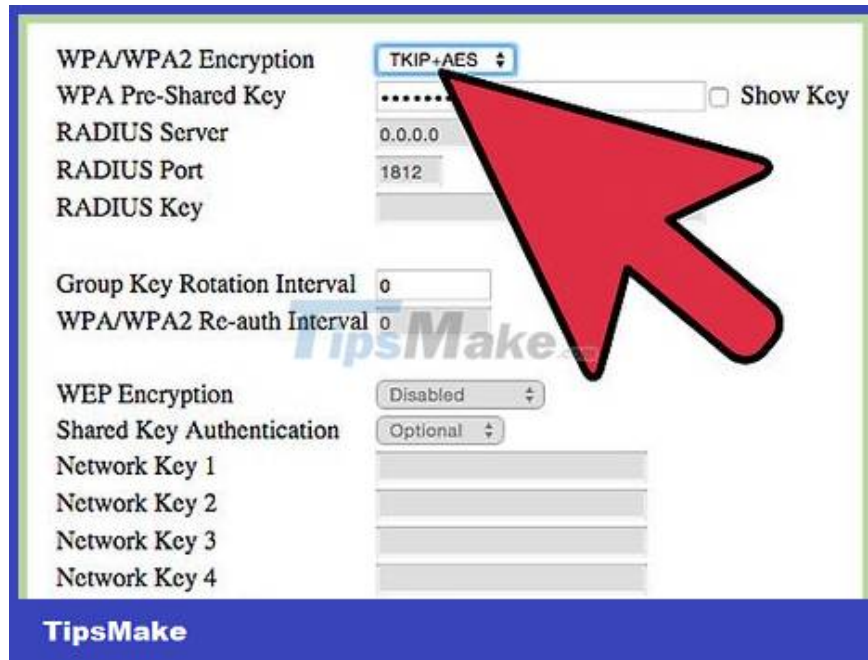 WPA/WPA2 Encryption TKIP+AES
WPA Pre-Shared Key Show Key
RADIUS Server 0.0.0.0
RADIUS Port 1812
RADIUS Key
Group Key Rotation Interval 0
WPA/WPA2 Re-auth Interval 0
TipsMake.com
WEP Encryption Disabled
Shared Key Authentication Optional
Network Key 1
Network Key 2
Network Key 3
Network Key 4
TipsMake